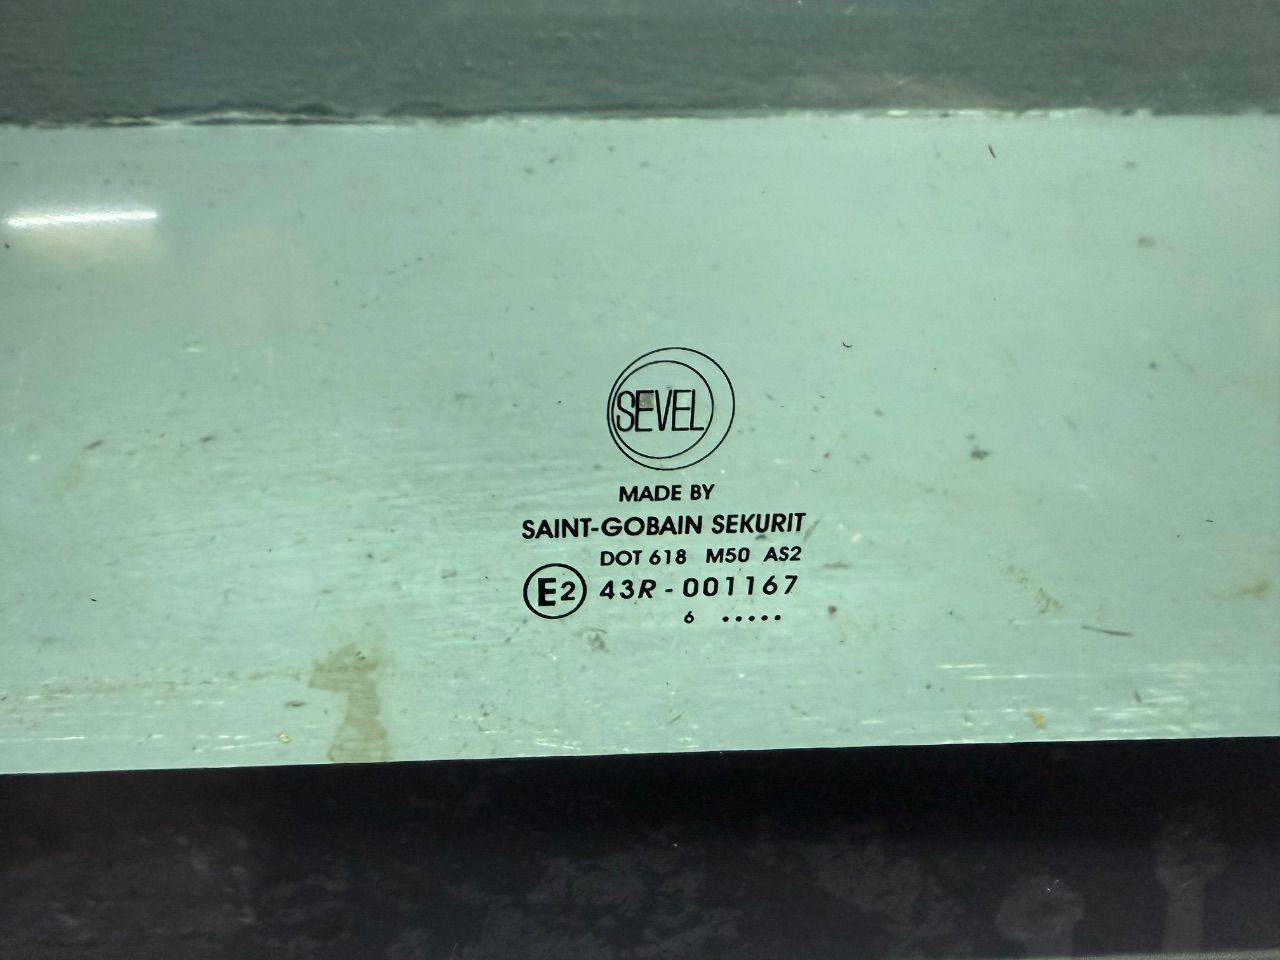 SEVEL
MADE BY
SAINT-GOBAIN SEKURIT
DOT 618 M50 AS2
E2 43R-001167
6 .....